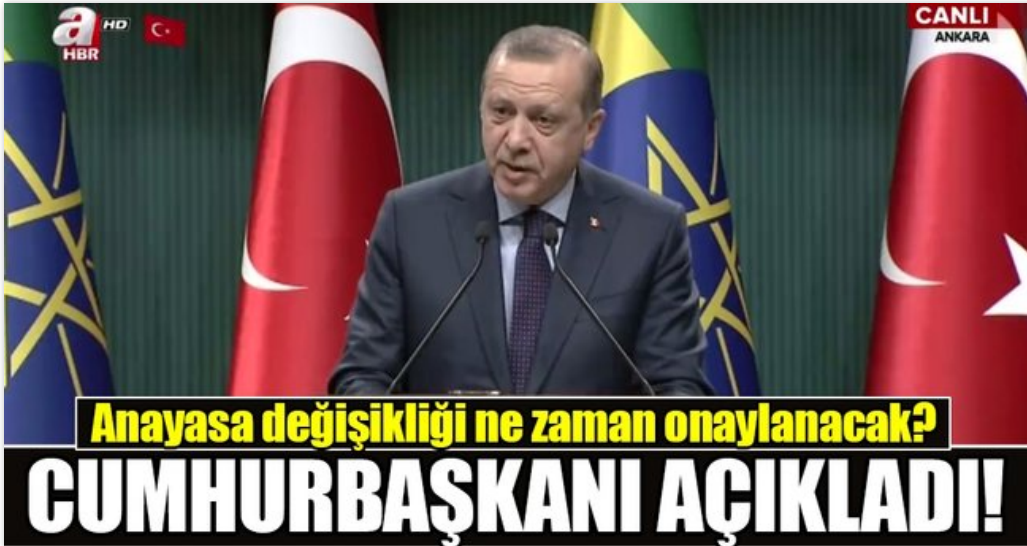 a HD
HBR
CANLI
ANKARA
Anayasa değişikliği ne zaman onaylanacak?
CUMHURBAŞKANI AÇIKLADI!